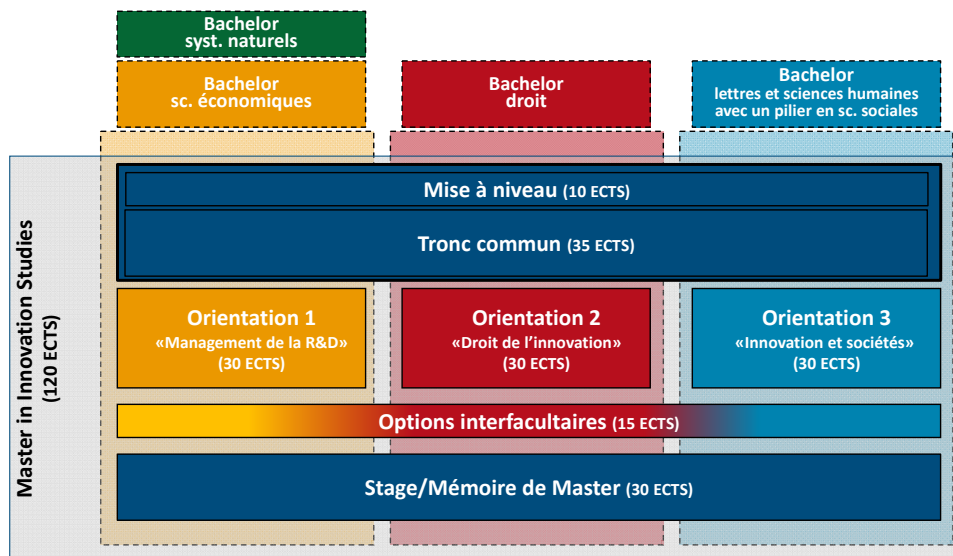 Bachelor
syst. naturels
Bachelor
sc. économiques
Bachelor
droit
Bachelor
lettres et sciences humaines
avec un pilier en sc. sociales
Master in Innovation Studies
(120 ECTS)
Mise à niveau (10 ECTS)
Tronc commun (35 ECTS)
Orientation 1
«Management de la R&D»
(30 ECTS)
Orientation 2
«Droit de l’innovation»
(30 ECTS)
Orientation 3
«Innovation et sociétés»
(30 ECTS)
Options interfacultaires (15 ECTS)
Stage/Mémoire de Master (30 ECTS)